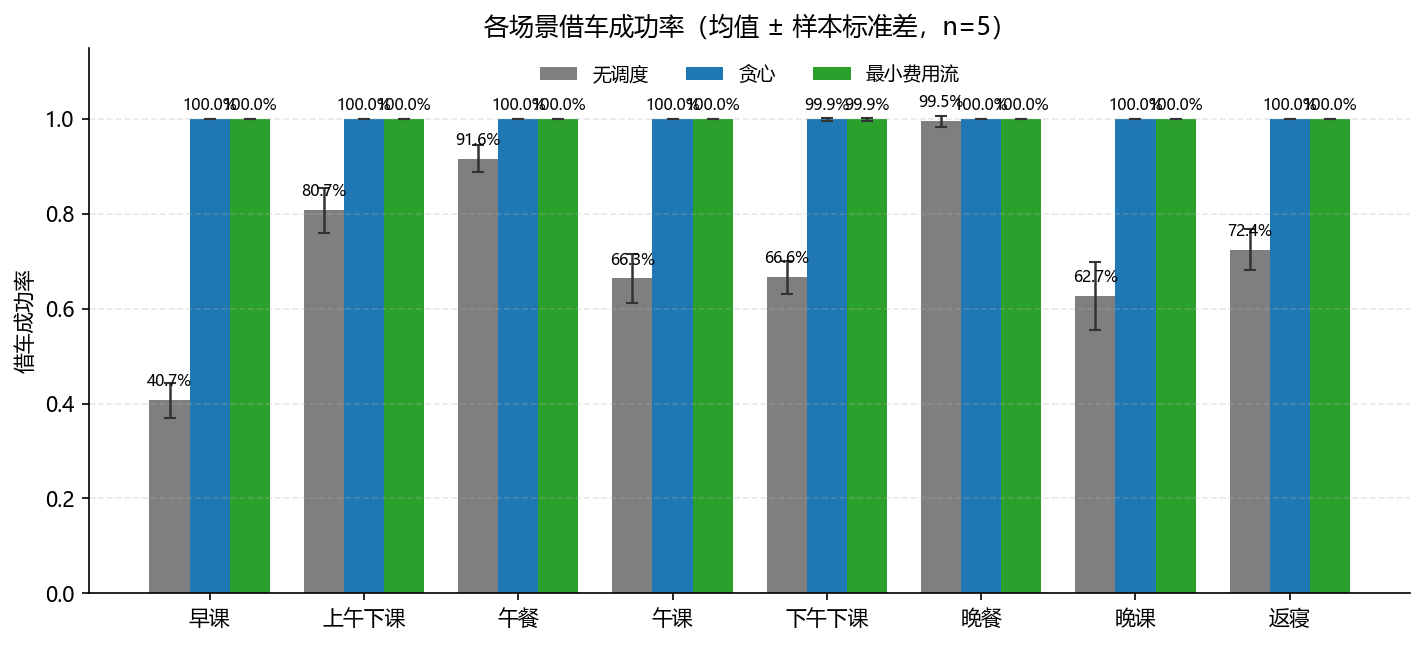 各场景借车成功率（均值 ± 样本标准差，n=5）
无调度 贪心 最小费用流
借车成功率
1.0
0.8
0.6
0.4
0.2
0.0
40.7% 100.0% 100.0%
80.7% 100.0% 100.0%
91.6% 100.0% 100.0%
66.3% 100.0% 100.0%
66.6% 99.9% 99.9%
99.5% 100.0% 100.0%
62.7% 100.0% 100.0%
72.4% 100.0% 100.0%
早课 上午下课 午餐 午课 下午下课 晚餐 晚课 返寝